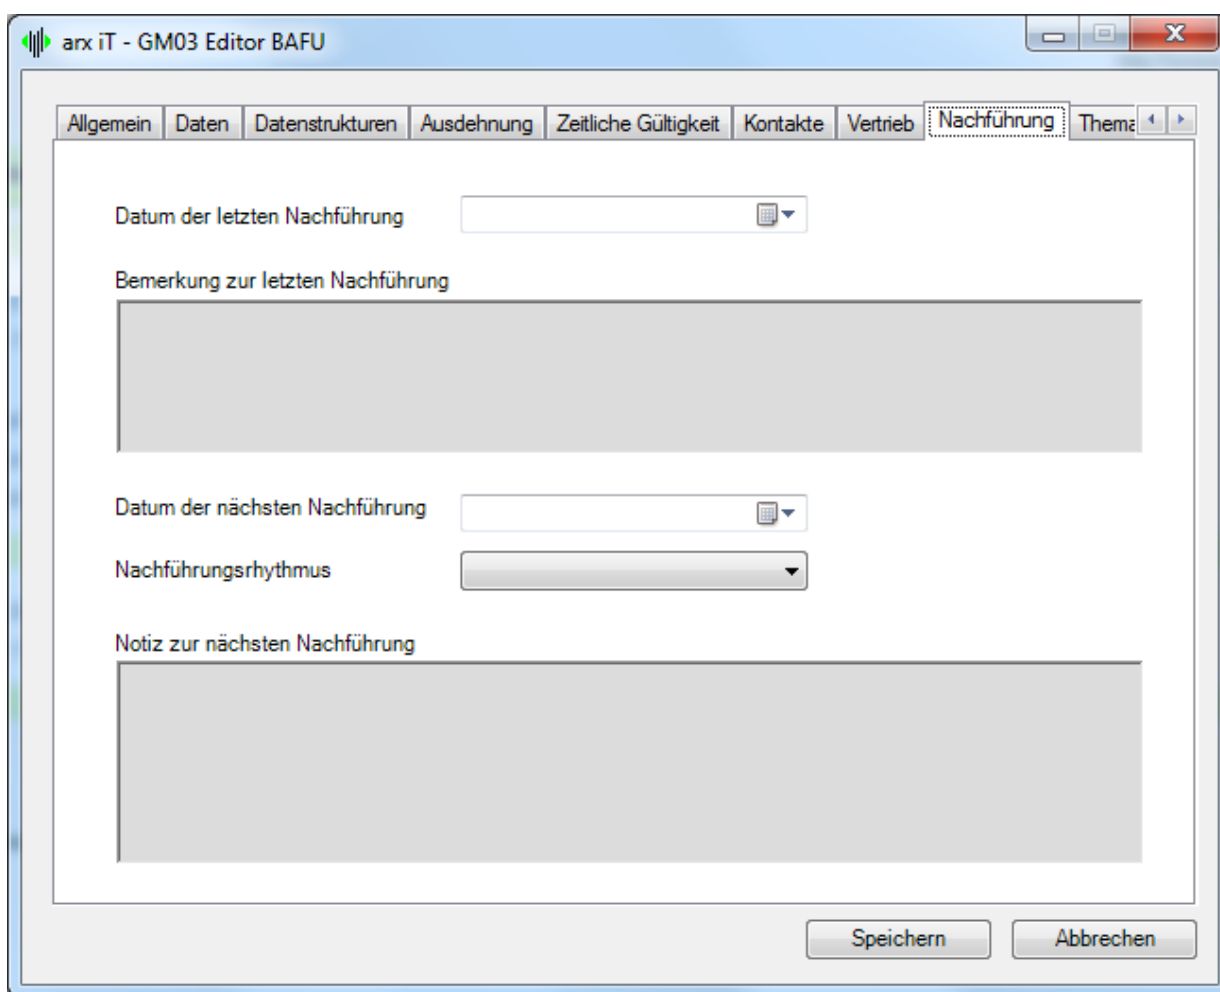 arx iT - GM03 Editor BAFU
Allgemein Daten Datenstrukturen Ausdehnung Zeitliche Gültigkeit Kontakte Vertrieb Nachführung Thema
Datum der letzten Nachführung
Bemerkung zur letzten Nachführung
Datum der nächsten Nachführung
Nachführungsrhythmus
Notiz zur nächsten Nachführung
Speichern Abbrechen